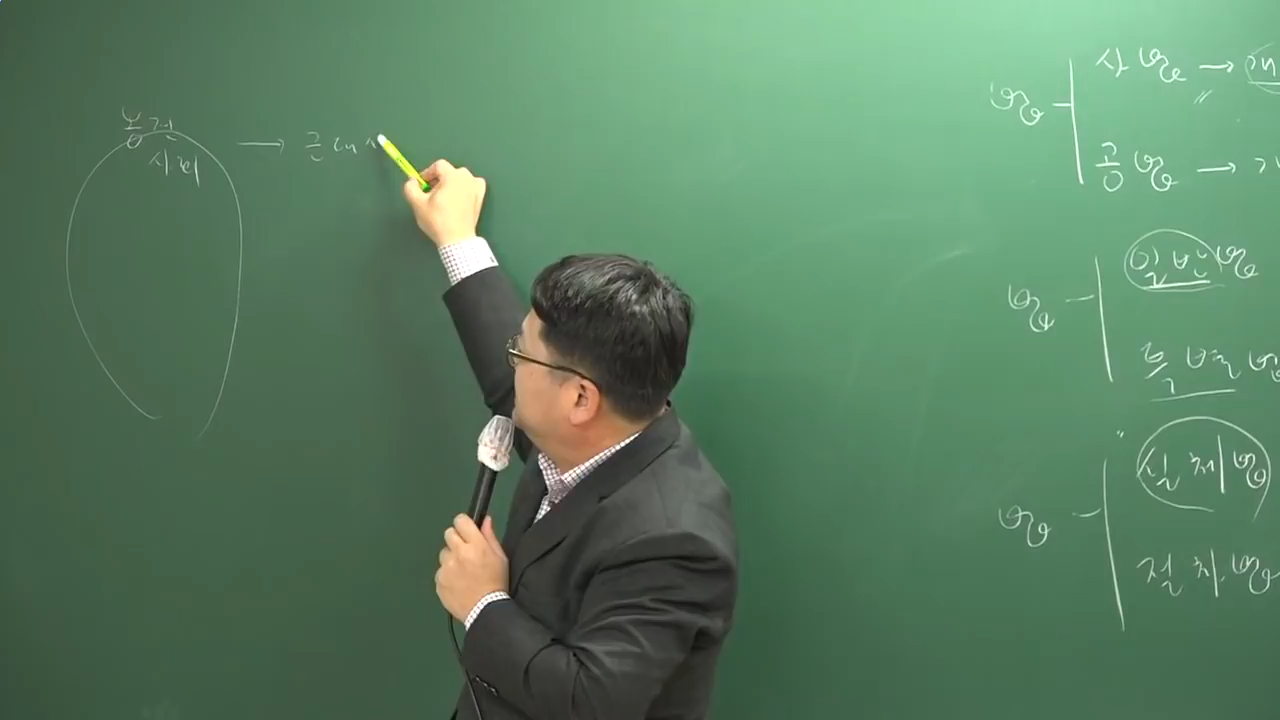 봉건
사회
→ 근대 ㅅ
법
사법 →
공법 →
법
일반법
특별법
법
실체법
절차법